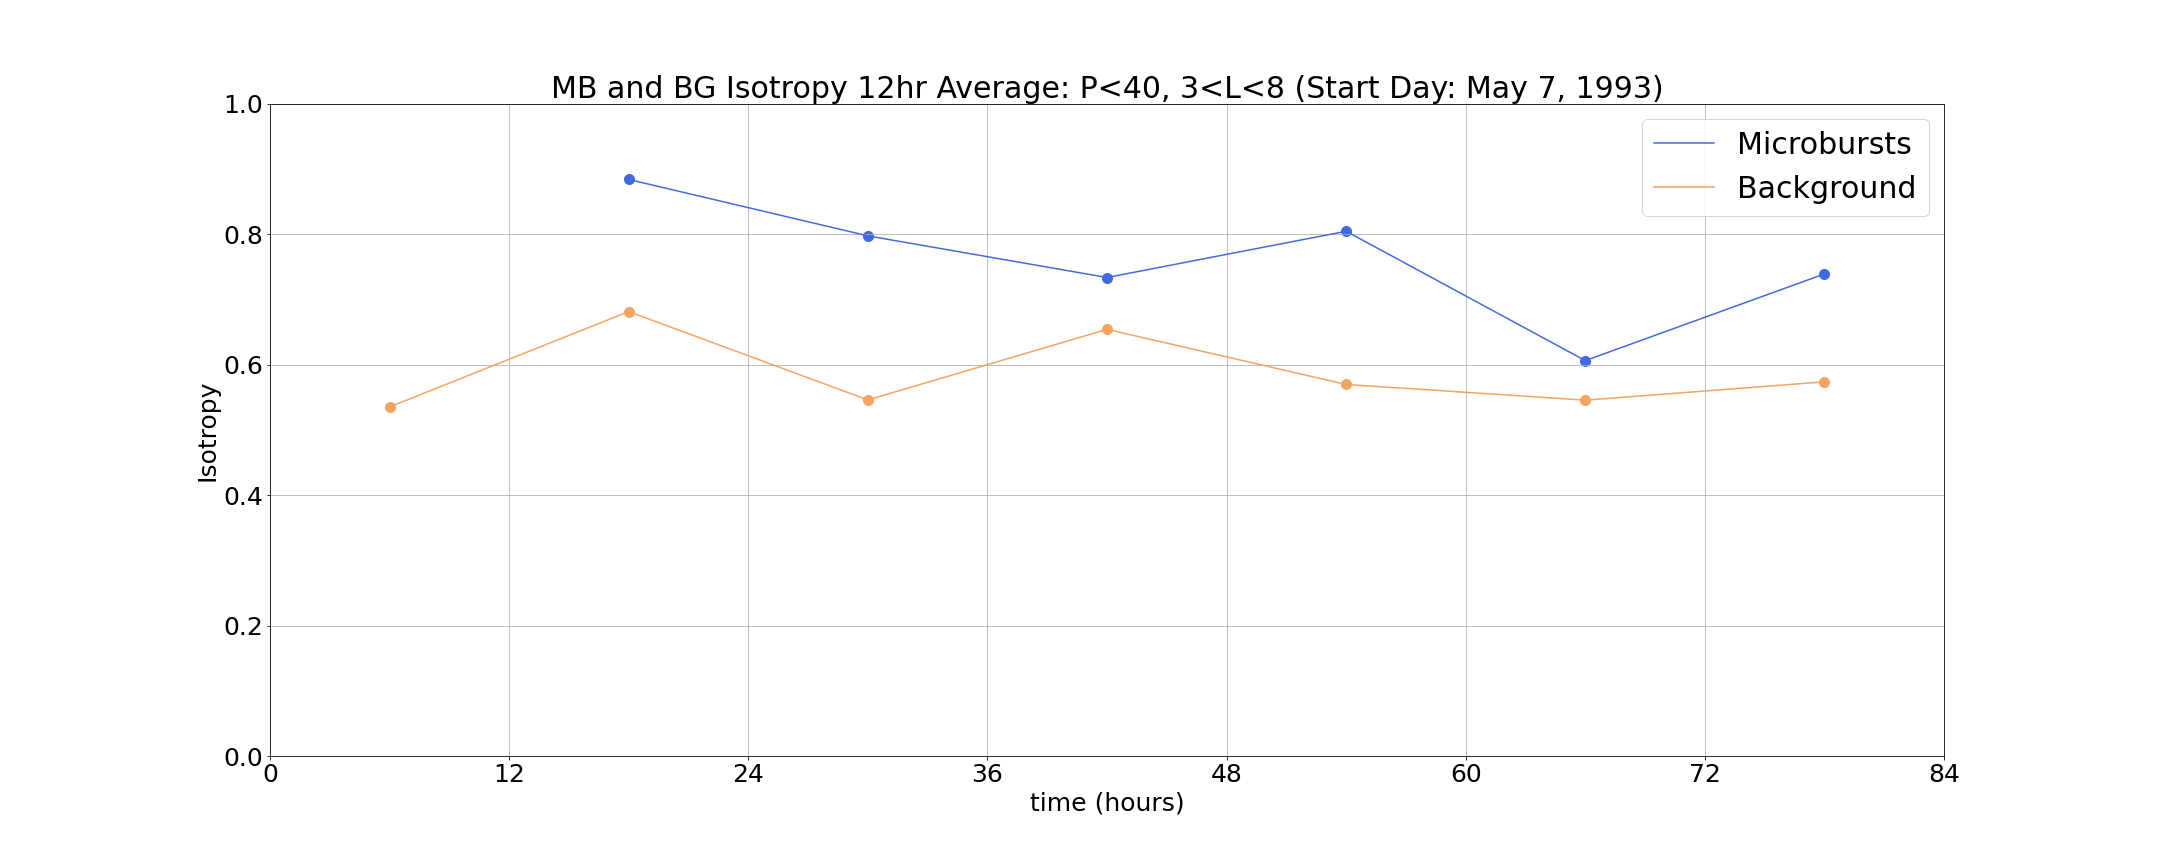 MB and BG Isotropy 12hr Average: P<40, 3<L<8 (Start Day: May 7, 1993)
1.0
0.8
0.6
0.4
0.2
0.0
Isotropy
Microbursts
Background
0 12 24 36 48 60 72 84
time (hours)